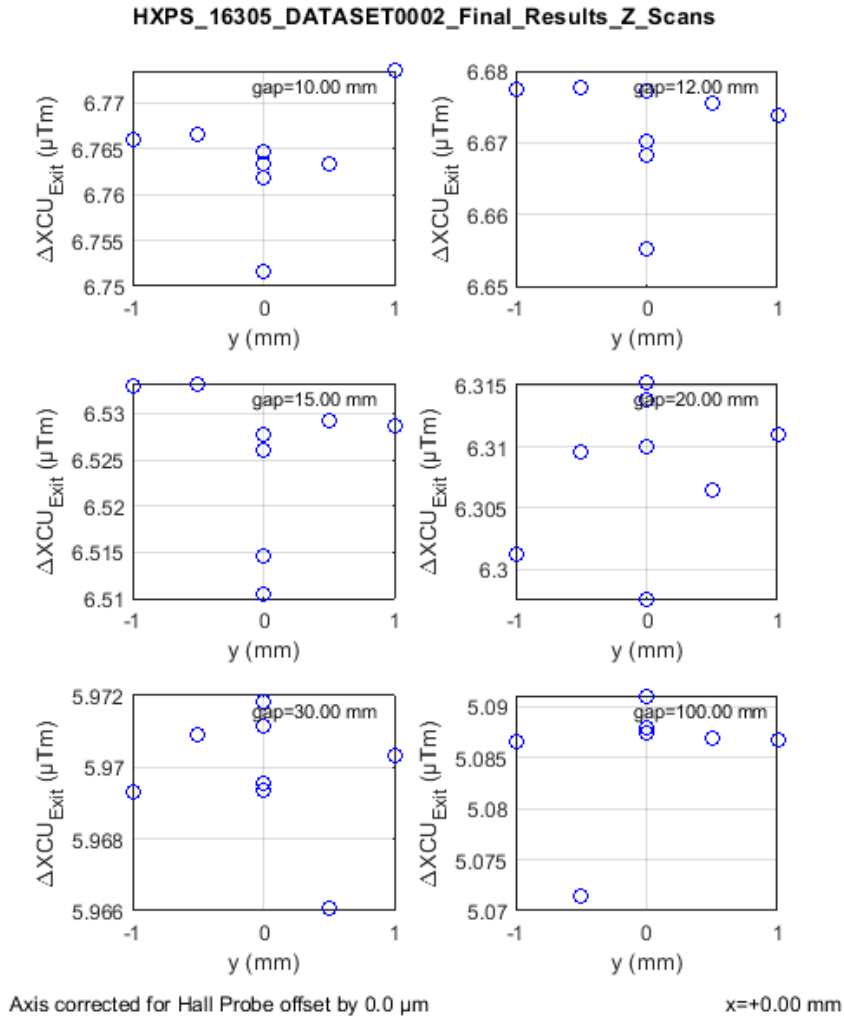 HXPS_16305_DATASET0002_Final_Results_Z_Scans
gap=10.00 mm
6.77
6.765
6.76
6.755
6.75
ΔXCU_Exit (µTm)
-1 0 1
y (mm)
gap=12.00 mm
6.68
6.67
6.66
6.65
ΔXCU_Exit (µTm)
-1 0 1
y (mm)
gap=15.00 mm
6.53
6.525
6.52
6.515
6.51
ΔXCU_Exit (µTm)
-1 0 1
y (mm)
gap=20.00 mm
6.315
6.31
6.305
6.3
ΔXCU_Exit (µTm)
-1 0 1
y (mm)
gap=30.00 mm
5.972
5.97
5.968
5.966
ΔXCU_Exit (µTm)
-1 0 1
y (mm)
gap=100.00 mm
5.09
5.085
5.08
5.075
5.07
ΔXCU_Exit (µTm)
-1 0 1
y (mm)
Axis corrected for Hall Probe offset by 0.0 µm
x=+0.00 mm